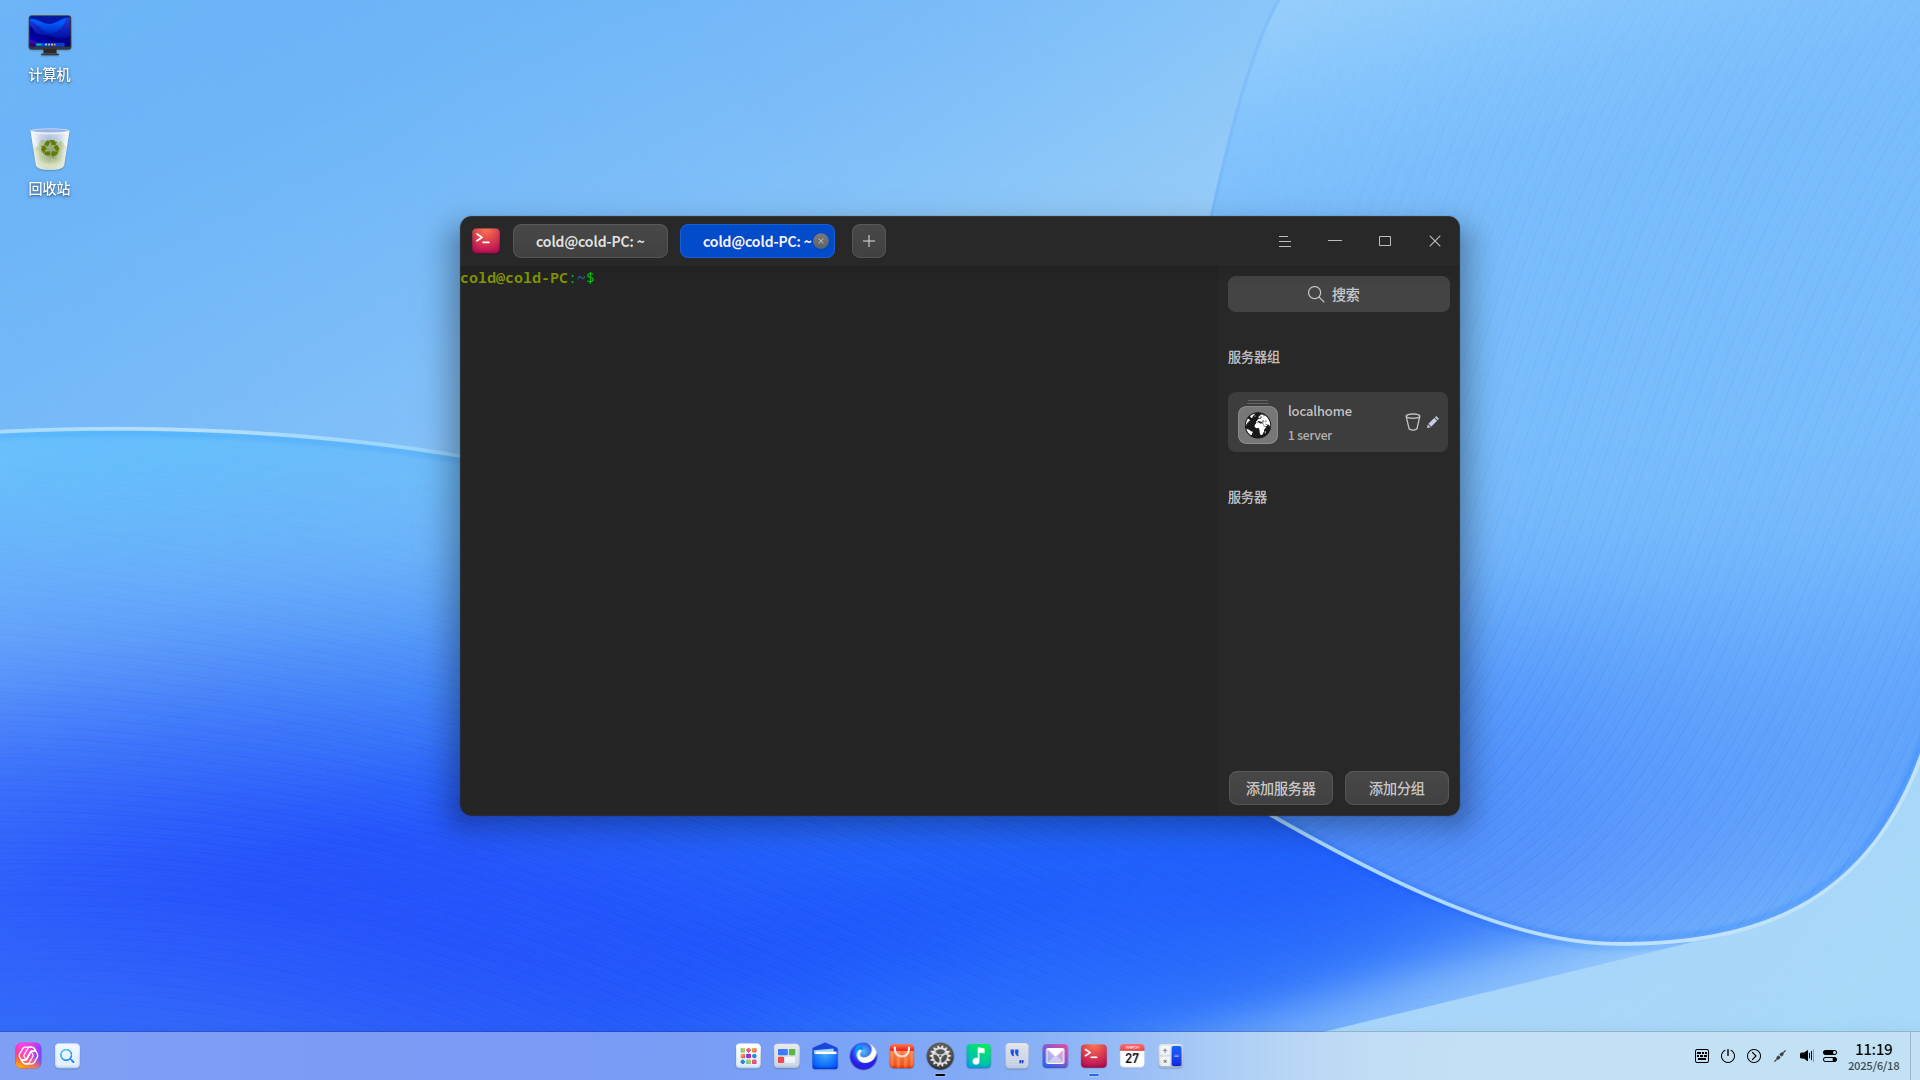 计算机
回收站
cold@cold-PC: ~
cold@cold-PC: ~
cold@cold-PC:~$
搜索
服务器组
localhome
1 server
服务器
添加服务器
添加分组
MARCH
27
11:19
2025/6/18